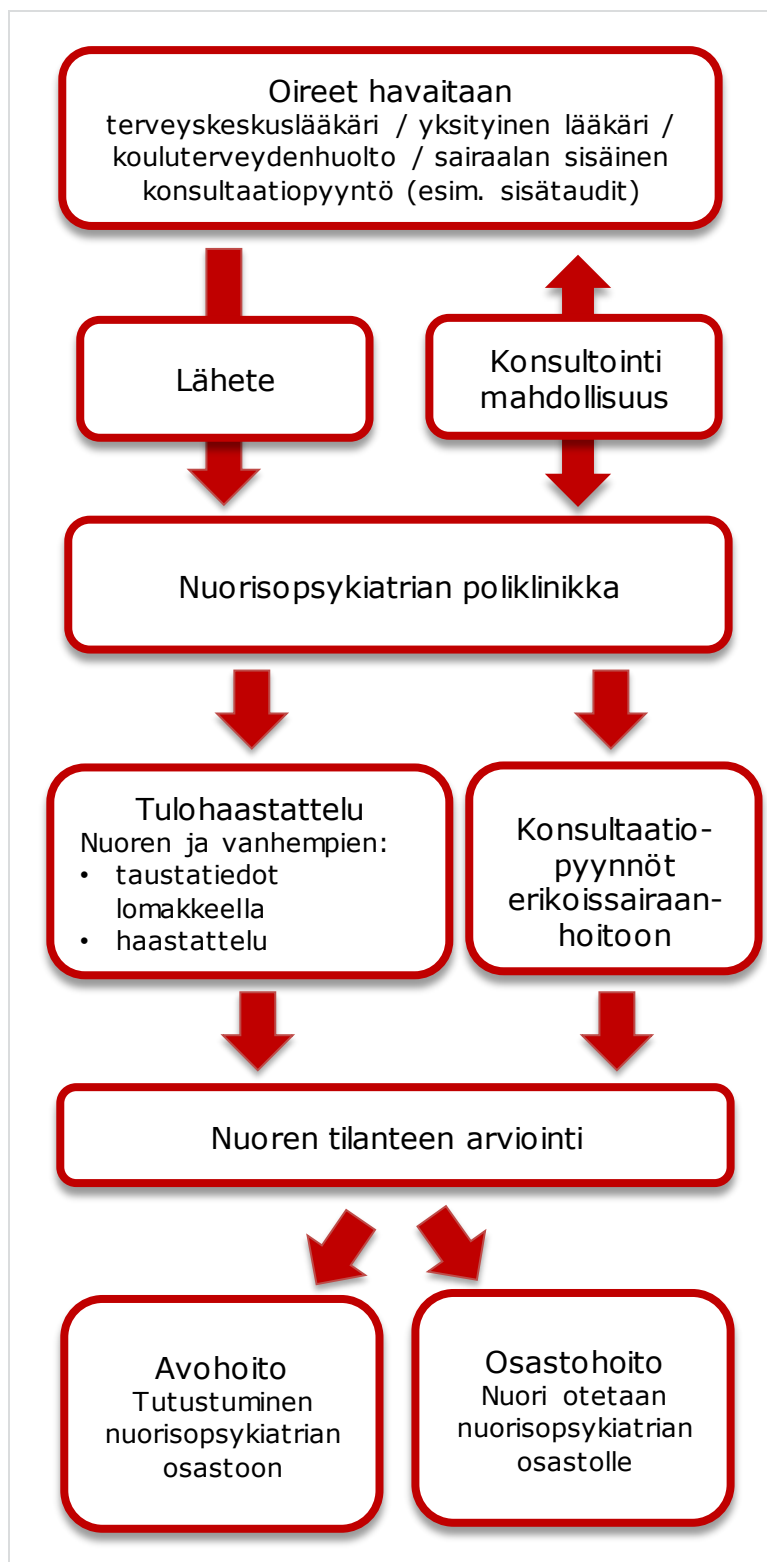 Oireet havaitaan
terveyskeskuslääkäri / yksityinen lääkäri /
kouluterveydenhuolto / sairaalan sisäinen
konsultaatiopyyntö (esim. sisätaudit)
Lähete
Konsultointi
mahdollisuus
Nuorisopsykiatrian poliklinikka
Tulohaastattelu
Nuoren ja vanhempien:
• taustatiedot
lomakkeella
• haastattelu
Konsultaatio-
pyynnöt
erikoissairaan-
hoitoon
Nuoren tilanteen arviointi
Avohoito
Tutustuminen
nuorisopsykiatrian
osastoon
Osastohoito
Nuori otetaan
nuorisopsykiatrian
osastolle